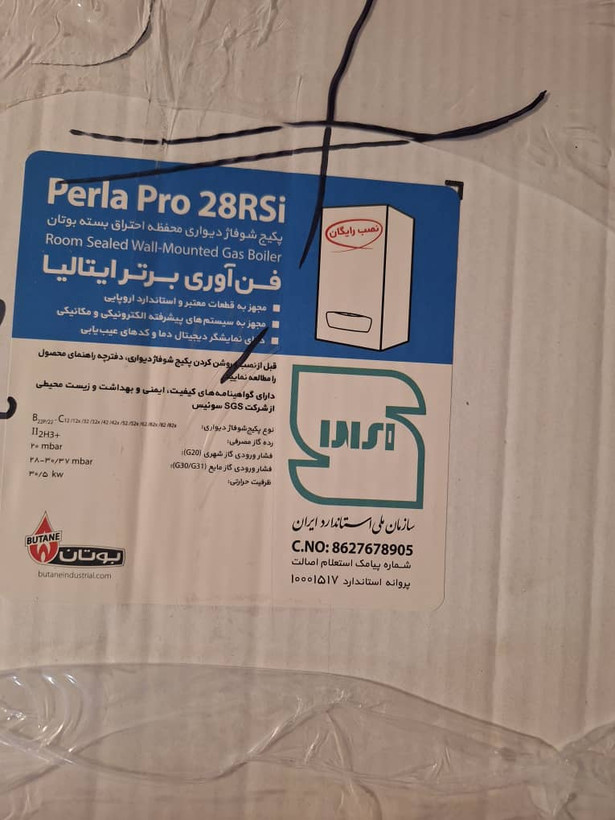 Perla Pro 28RSi
پکیج شوفاژ دیواری محفظه احتراق بسته بوتان
Room Sealed Wall-Mounted Gas Boiler
فن‌آوری برتر ایتالیا
مجهز به قطعات معتبر و استاندارد اروپایی
مجهز به سیستم‌های پیشرفته الکترونیکی و مکانیکی
نمایشگر دیجیتال دما و کدهای عیب‌یابی
نصب رایگان
قبل از نصب و روشن کردن پکیج شوفاژ دیواری، دفترچه راهنمای محصول
را مطالعه نمایید.
دارای گواهینامه‌های کیفیت، ایمنی و بهداشت و زیست محیطی
از شرکت SGS سوئیس
نوع پکیج شوفاژ دیواری:
رده گاز مصرفی: II2H3+
فشار ورودی گاز شهری (G20): ۲۰ mbar
فشار ورودی گاز مایع (G30/G31): ۲۸-۳۰/۳۷ mbar
ظرفیت حرارتی: ۳۰/۵ kw
سازمان ملی استاندارد ایران
C.NO: 8627678905
شماره پیامک استعلام اصالت
پروانه استاندارد ۱۰۰۰۱۵۱۷
BUTANE
بوتان
butaneindustrial.com